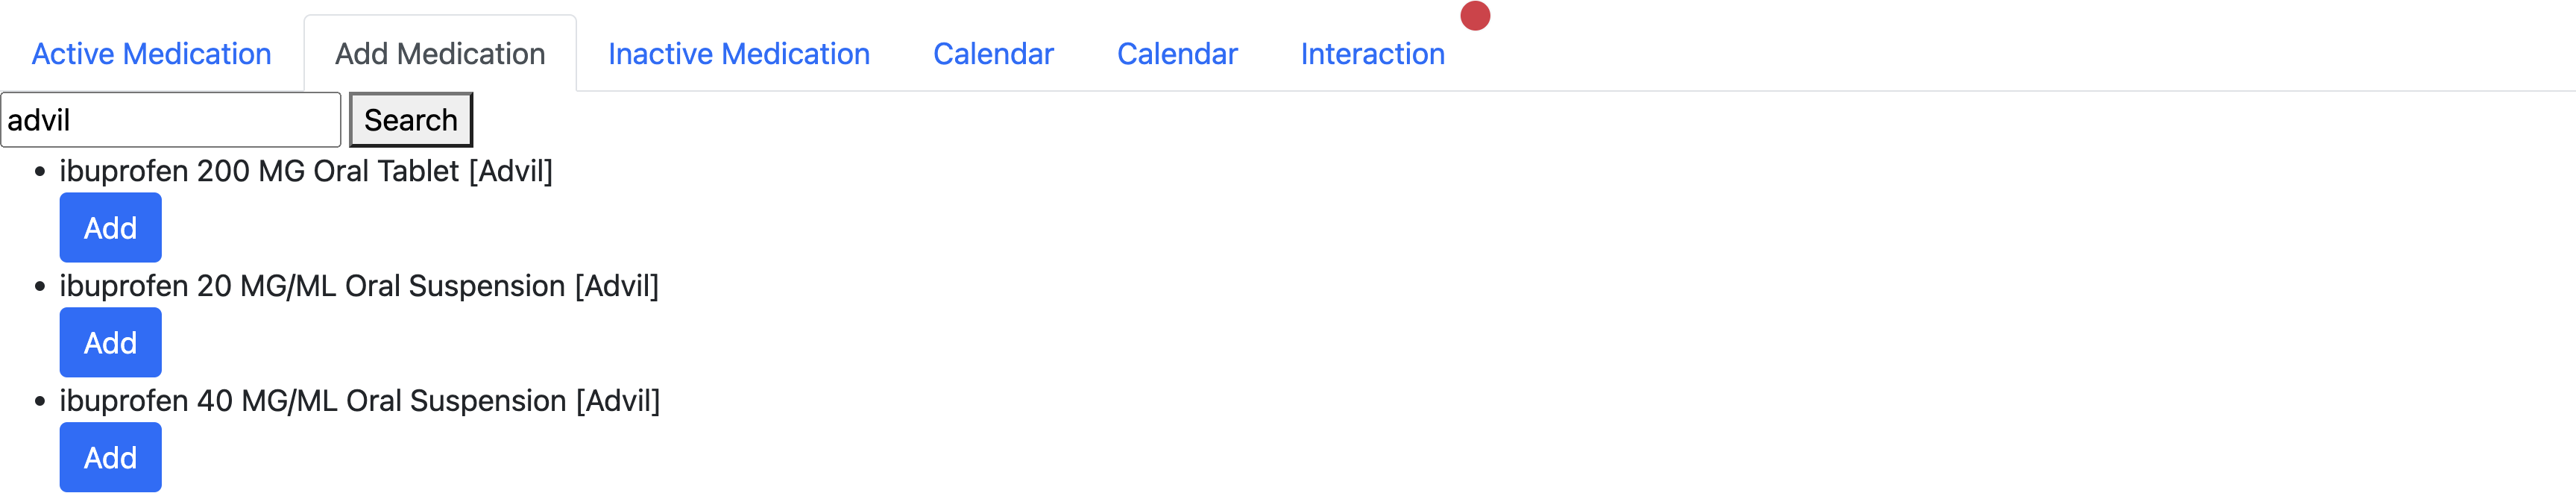 Active Medication Add Medication Inactive Medication Calendar Calendar Interaction
advil Search
ibuprofen 200 MG Oral Tablet [Advil]
Add
ibuprofen 20 MG/ML Oral Suspension [Advil]
Add
ibuprofen 40 MG/ML Oral Suspension [Advil]
Add